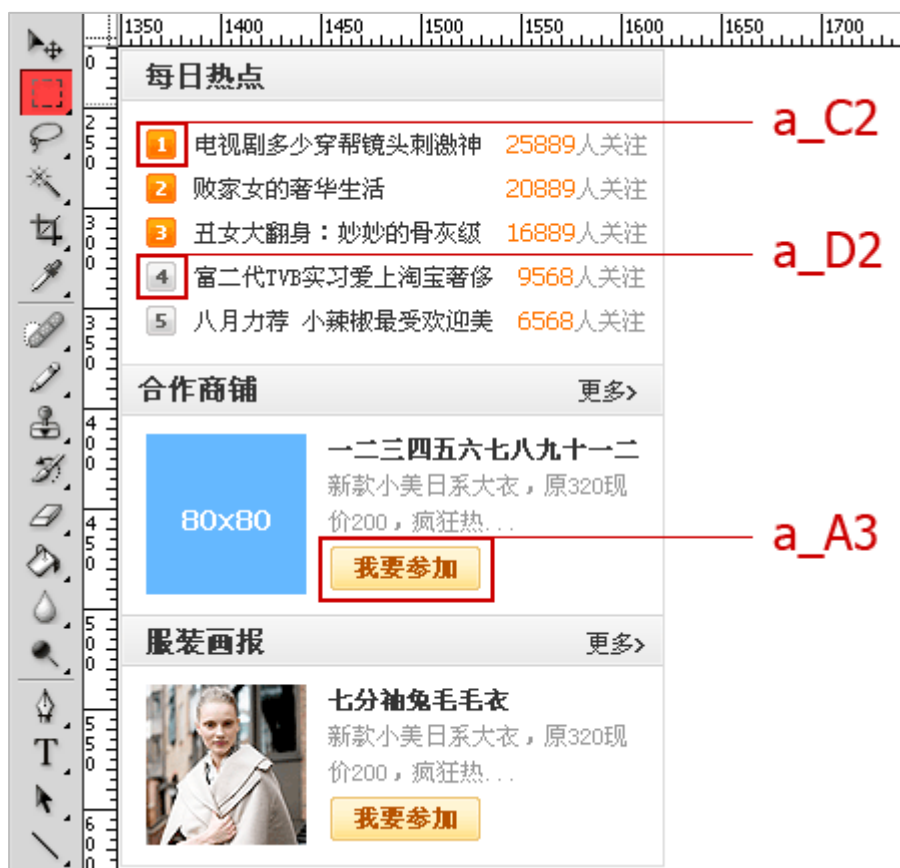 1350 1400 1450 1500 1550 1600 1650 1700
0
250
300
350
400
450
500
550
600
每日热点
1 电视剧多少穿帮镜头刺激神 25889人关注
a_C2
2 败家女的奢华生活 20889人关注
3 丑女大翻身：妙妙的骨灰级 16889人关注
a_D2
4 富二代TVB实习爱上淘宝奢侈 9568人关注
5 八月力荐 小辣椒最受欢迎美 6568人关注
合作商铺 更多>
80x80
一二三四五六七八九十一二
新款小美日系大衣，原320现
价200，疯狂热...
a_A3
我要参加
服装画报 更多>
七分袖兔毛毛衣
新款小美日系大衣，原320现
价200，疯狂热...
我要参加
T